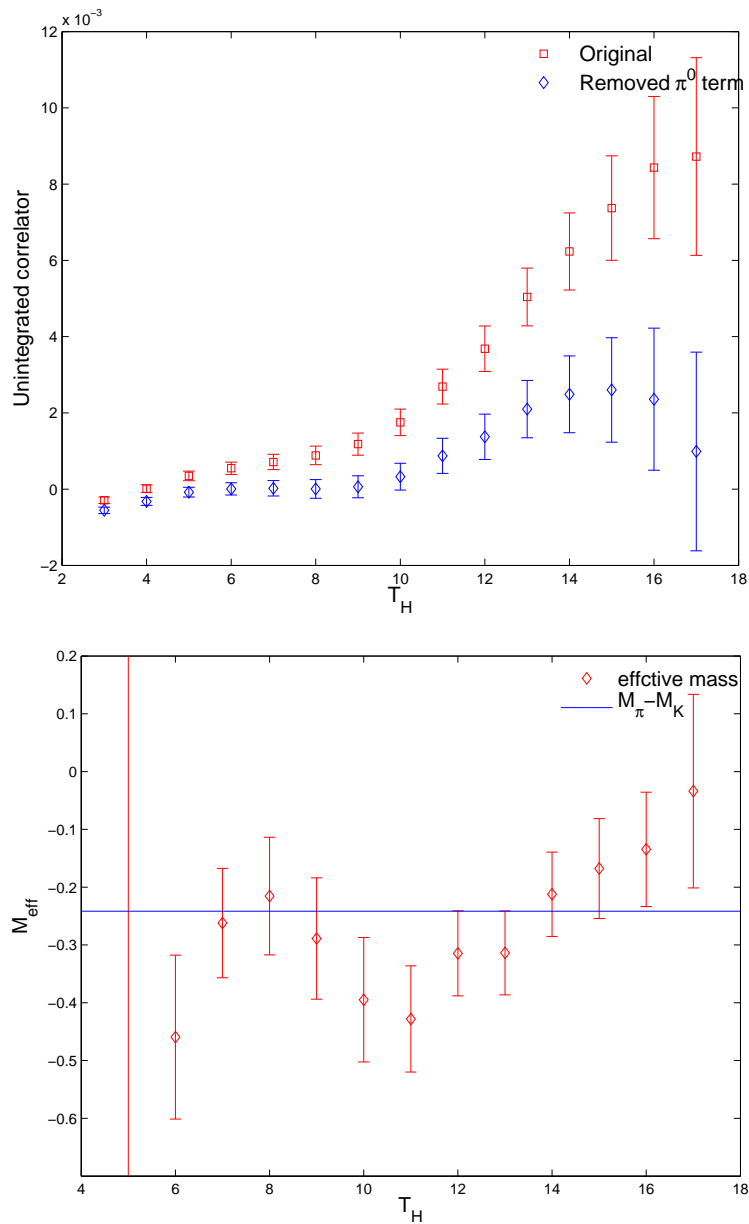 x 10⁻³
12
10
8
6
4
2
0
−2
2 4 6 8 10 12 14 16 18
T_H
Unintegrated correlator
Original
Removed π⁰ term
0.2
0.1
0
−0.1
−0.2
−0.3
−0.4
−0.5
−0.6
4 6 8 10 12 14 16 18
T_H
M_eff
effctive mass
M_π−M_K